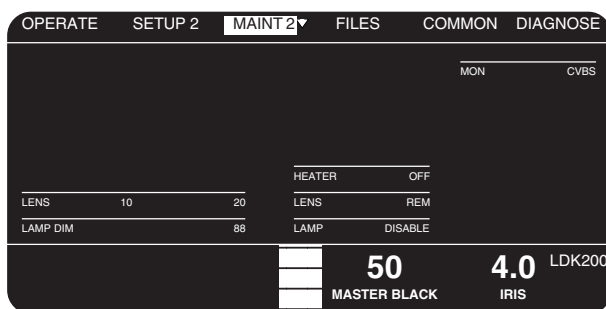 OPERATE SETUP 2 MAINT 2 FILES COMMON DIAGNOSE
MON CVBS
HEATER OFF
LENS 10 20 LENS REM
LAMP DIM 88 LAMP DISABLE
50 4.0 LDK200
MASTER BLACK IRIS